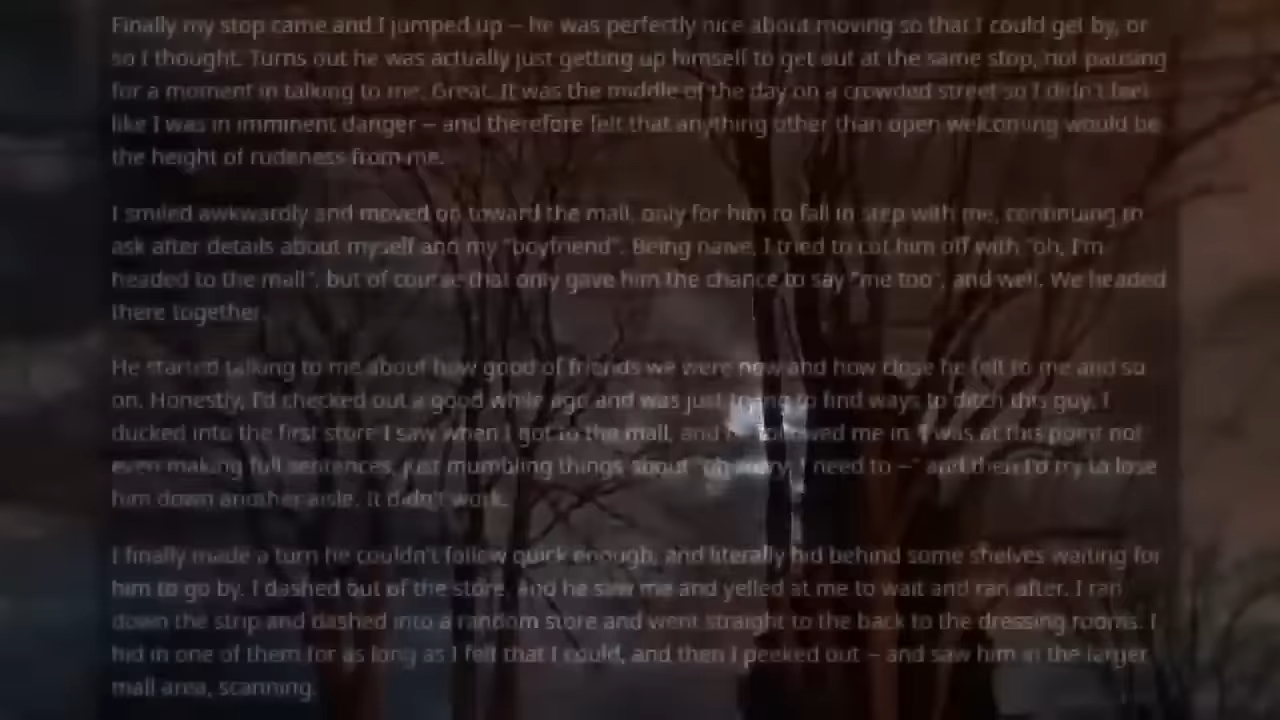 Finally my stop came and I jumped up – he was perfectly nice about moving so that I could get by, or
so I thought. Turns out he was actually just getting up himself to get out at the same stop, not pausing
for a moment in talking to me. Great. It was the middle of the day on a crowded street so I didn't feel
like I was in imminent danger – and therefore felt that anything other than open welcoming would be
the height of rudeness from me.
I smiled awkwardly and moved on toward the mall, only for him to fall in step with me, continuing to
ask after details about myself and my "boyfriend". Being naive, I tried to cut him off with "oh, I'm
headed to the mall", but of course that only gave him the chance to say "me too", and well. We headed
there together.
He started talking to me about how good of friends we were now and how close he felt to me and so
on. Honestly, I'd checked out a good while ago and was just trying to find ways to ditch this guy. I
ducked into the first store I saw when I got to the mall, and he followed me in. I was at this point not
even making full sentences, just mumbling things about "oh sorry, I need to –" and then to try to lose
him down another aisle. It didn't work.
I finally made a turn he couldn't follow quick enough, and literally hid behind some shelves waiting for
him to go by. I dashed out of the store, and he saw me and yelled at me to wait and ran after. I ran
down the strip and dashed into a random store and went straight to the back to the dressing rooms. I
hid in one of them for as long as I felt that I could, and then I peeked out – and saw him in the larger
mall area, scanning.